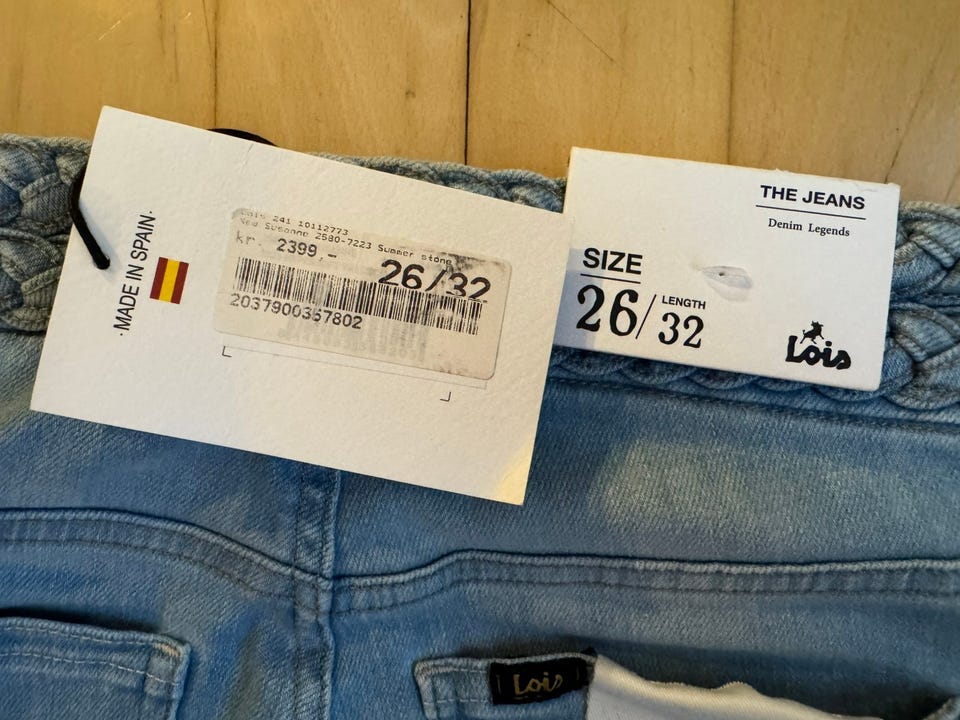 · MADE IN SPAIN ·
Lois 241 10112773
New Susanne 2580-7223 Summer stone
kr. 2399,-
26/32
2037900357802
THE JEANS
Denim Legends
SIZE
26/ LENGTH 32
Lois
Lois